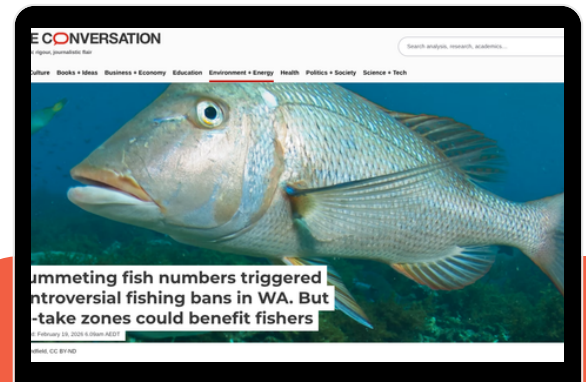 E CONVERSATION
rigour, journalistic flair
Search analysis, research, academics...
Culture Books + Ideas Business + Economy Education Environment + Energy Health Politics + Society Science + Tech
ummeting fish numbers triggered
ntroversial fishing bans in WA. But
-take zones could benefit fishers
February 19, 2026 6.09am AEDT
CC BY-ND